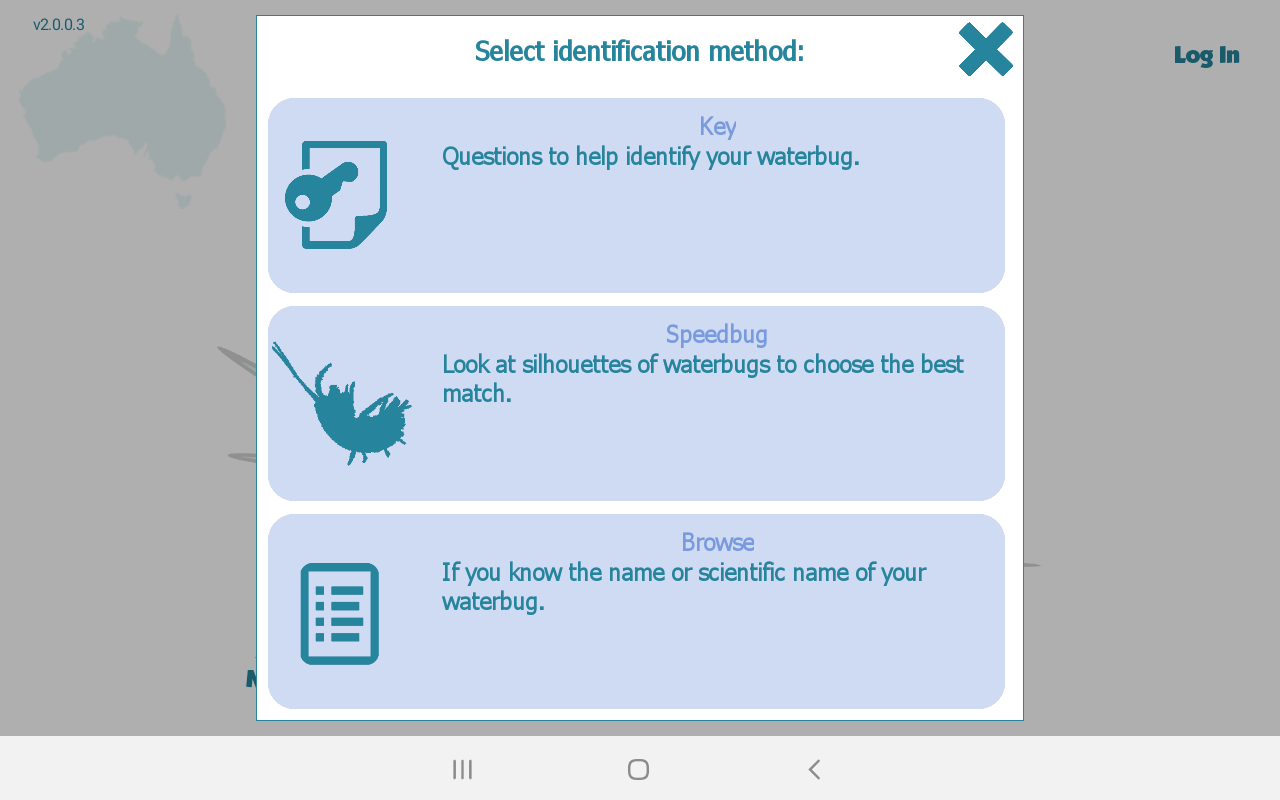 v2.0.0.3
Select identification method:
Log In
Key
Questions to help identify your waterbug.
Speedbug
Look at silhouettes of waterbugs to choose the best
match.
Browse
If you know the name or scientific name of your
waterbug.